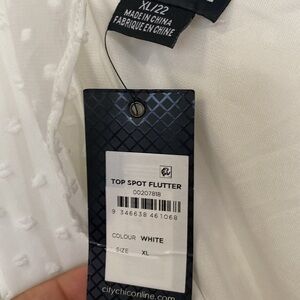 XL/22
MADE IN CHINA
FABRIQUÉ EN CHINE
TOP SPOT FLUTTER
00207818
9 346638 461068
COLOUR WHITE
SIZE XL
citychiconline.com